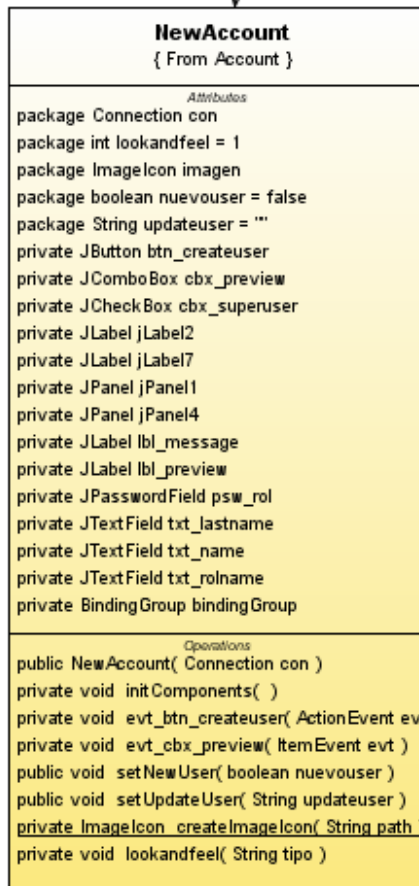 NewAccount
{ From Account }
Attributes
package Connection con
package int lookandfeel = 1
package ImageIcon imagen
package boolean nuevouser = false
package String updateuser = ""
private JButton btn_createuser
private JComboBox cbx_preview
private JCheckBox cbx_superuser
private JLabel jLabel2
private JLabel jLabel7
private JPanel jPanel1
private JPanel jPanel4
private JLabel lbl_message
private JLabel lbl_preview
private JPasswordField psw_rol
private JTextField txt_lastname
private JTextField txt_name
private JTextField txt_rolname
private BindingGroup bindingGroup
Operations
public NewAccount( Connection con )
private void initComponents( )
private void evt_btn_createuser( ActionEvent ev
private void evt_cbx_preview( ItemEvent evt )
public void setNewUser( boolean nuevouser )
public void setUpdateUser( String updateuser )
private ImageIcon createImageIcon( String path )
private void lookandfeel( String tipo )